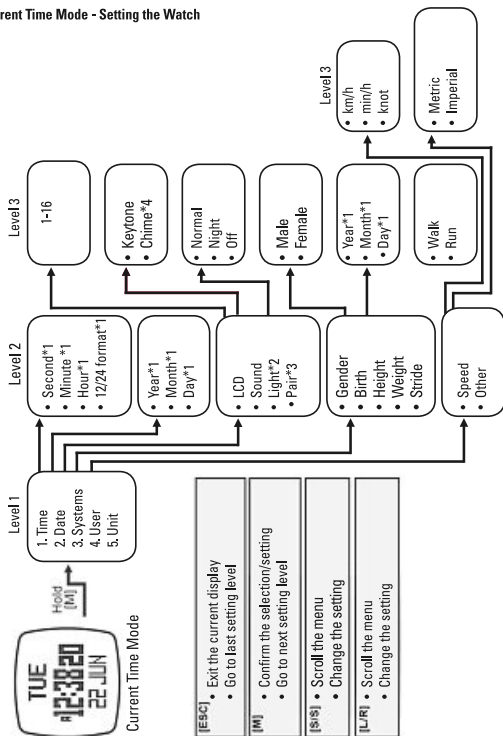 rent Time Mode - Setting the Watch
TUE
A 12:38 20
22 JUN
Current Time Mode
Hold
[M]
Level 1
1. Time
2. Date
3. Systems
4. User
5. Unit
Level 2
• Second*1
• Minute *1
• Hour*1
• 12/24 format*1
• Year*1
• Month*1
• Day*1
• LCD
• Sound
• Light*2
• Pair*3
• Gender
• Birth
• Height
• Weight
• Stride
• Speed
• Other
Level 3
1-16
• Keytone
• Chime*4
• Normal
• Night
• Off
• Male
• Female
• Year*1
• Month*1
• Day*1
• Walk
• Run
Level 3
• km/h
• min/h
• knot
• Metric
• Imperial
[ESC]
• Exit the current display
• Go to last setting level
[M]
• Confirm the selection/setting
• Go to next setting level
[S/S]
• Scroll the menu
• Change the setting
[L/R]
• Scroll the menu
• Change the setting